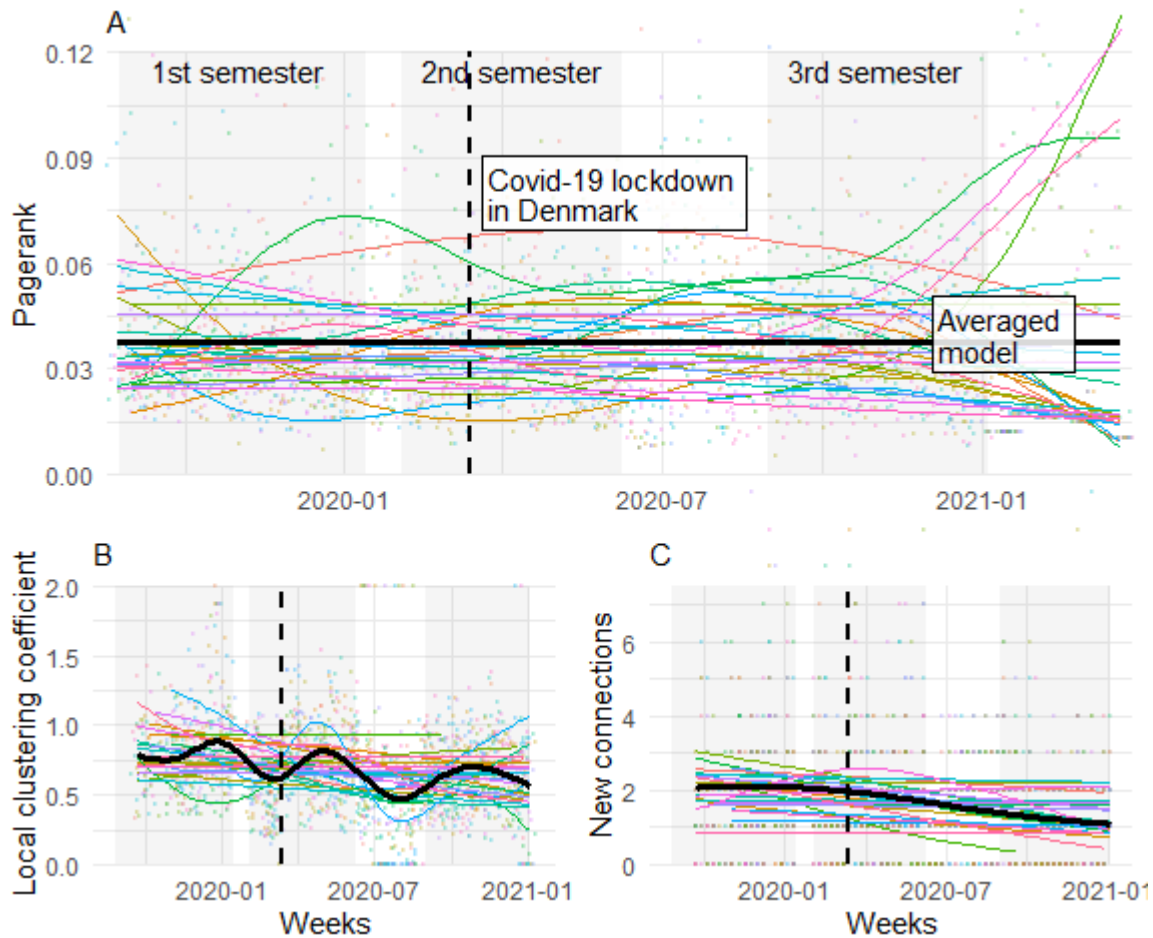 A
0.12
1st semester
2nd semester
3rd semester
0.09
Covid-19 lockdown
in Denmark
Pagerank
0.06
Averaged
model
0.03
0.00
2020-01
2020-07
2021-01
B
Local clustering coefficient
2.0
1.5
1.0
0.5
0.0
2020-01
2020-07
2021-01
Weeks
C
New connections
6
4
2
0
2020-01
2020-07
2021-01
Weeks